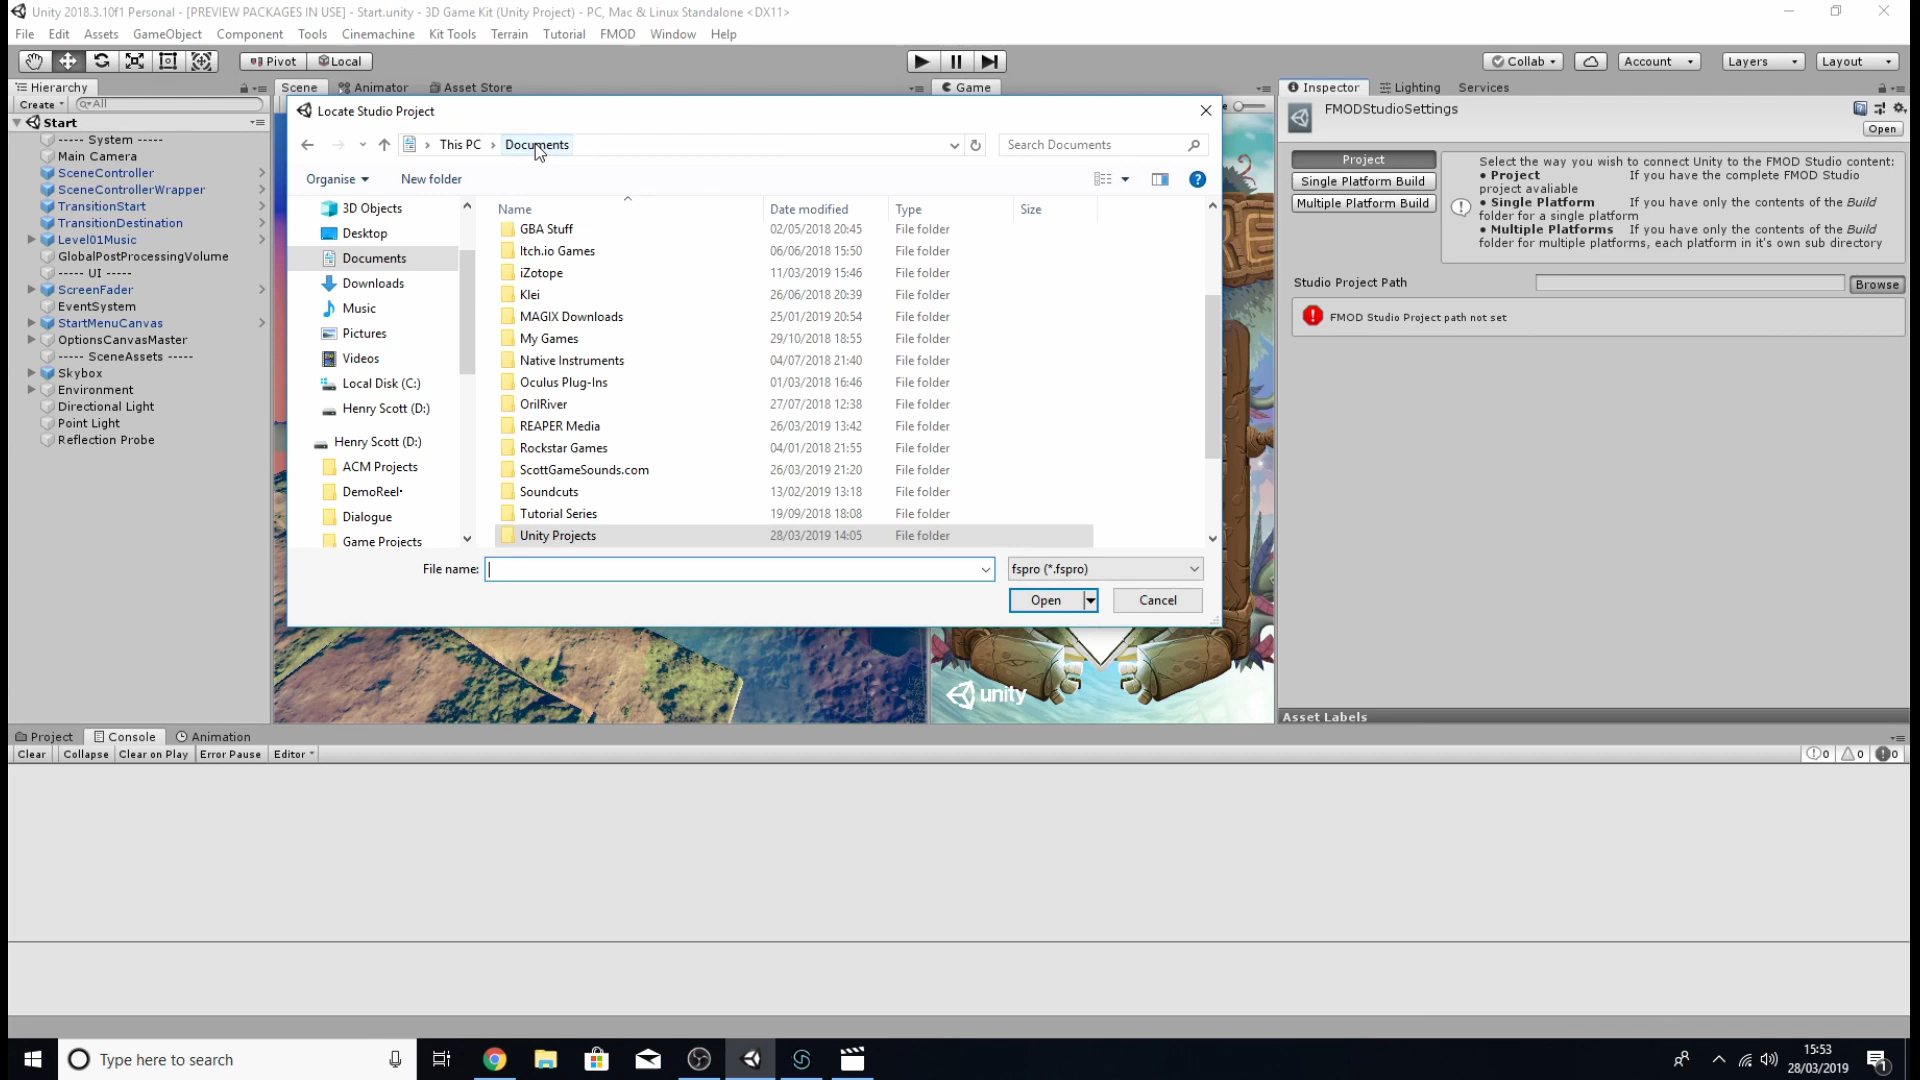 Unity 2018.3.10f1 Personal - [PREVIEW PACKAGES IN USE] - Start.unity - 3D Game Kit (Unity Project) - PC, Mac & Linux Standalone <DX11>
File Edit Assets GameObject Component Tools Cinemachine Kit Tools Terrain Tutorial FMOD Window Help
Pivot Local Collab Account Layers Layout
Hierarchy Scene Animator Asset Store Game Inspector Lighting Services
Create All
Start
----- System -----
Main Camera
SceneController
SceneControllerWrapper
TransitionStart
TransitionDestination
Level01Music
GlobalPostProcessingVolume
----- UI -----
ScreenFader
EventSystem
StartMenuCanvas
OptionsCanvasMaster
----- SceneAssets -----
Skybox
Environment
Directional Light
Point Light
Reflection Probe
Locate Studio Project
This PC > Documents
Search Documents
Organise New folder
3D Objects
Desktop
Documents
Downloads
Music
Pictures
Videos
Local Disk (C:)
Henry Scott (D:)
Henry Scott (D:)
ACM Projects
DemoReel
Dialogue
Game Projects
Name Date modified Type Size
GBA Stuff 02/05/2018 20:45 File folder
Itch.io Games 06/06/2018 15:50 File folder
iZotope 11/03/2019 15:46 File folder
Klei 26/06/2018 20:39 File folder
MAGIX Downloads 25/01/2019 20:54 File folder
My Games 29/10/2018 18:55 File folder
Native Instruments 04/07/2018 21:40 File folder
Oculus Plug-Ins 01/03/2018 16:46 File folder
OrilRiver 27/07/2018 12:38 File folder
REAPER Media 26/03/2019 13:42 File folder
Rockstar Games 04/01/2018 21:55 File folder
ScottGameSounds.com 26/03/2019 21:20 File folder
Soundcuts 13/02/2019 13:18 File folder
Tutorial Series 19/09/2018 18:08 File folder
Unity Projects 28/03/2019 14:05 File folder
File name: fspro (*.fspro)
Open Cancel
unity
FMODStudioSettings
Open
Project
Single Platform Build
Multiple Platform Build
Select the way you wish to connect Unity to the FMOD Studio content:
• Project If you have the complete FMOD Studio
project avaliable
• Single Platform If you have only the contents of the Build
folder for a single platform
• Multiple Platforms If you have only the contents of the Build
folder for multiple platforms, each platform in it's own sub directory
Studio Project Path Browse
FMOD Studio Project path not set
Asset Labels
Project Console Animation
Clear Collapse Clear on Play Error Pause Editor
0 0 0
Type here to search
15:53
28/03/2019
1